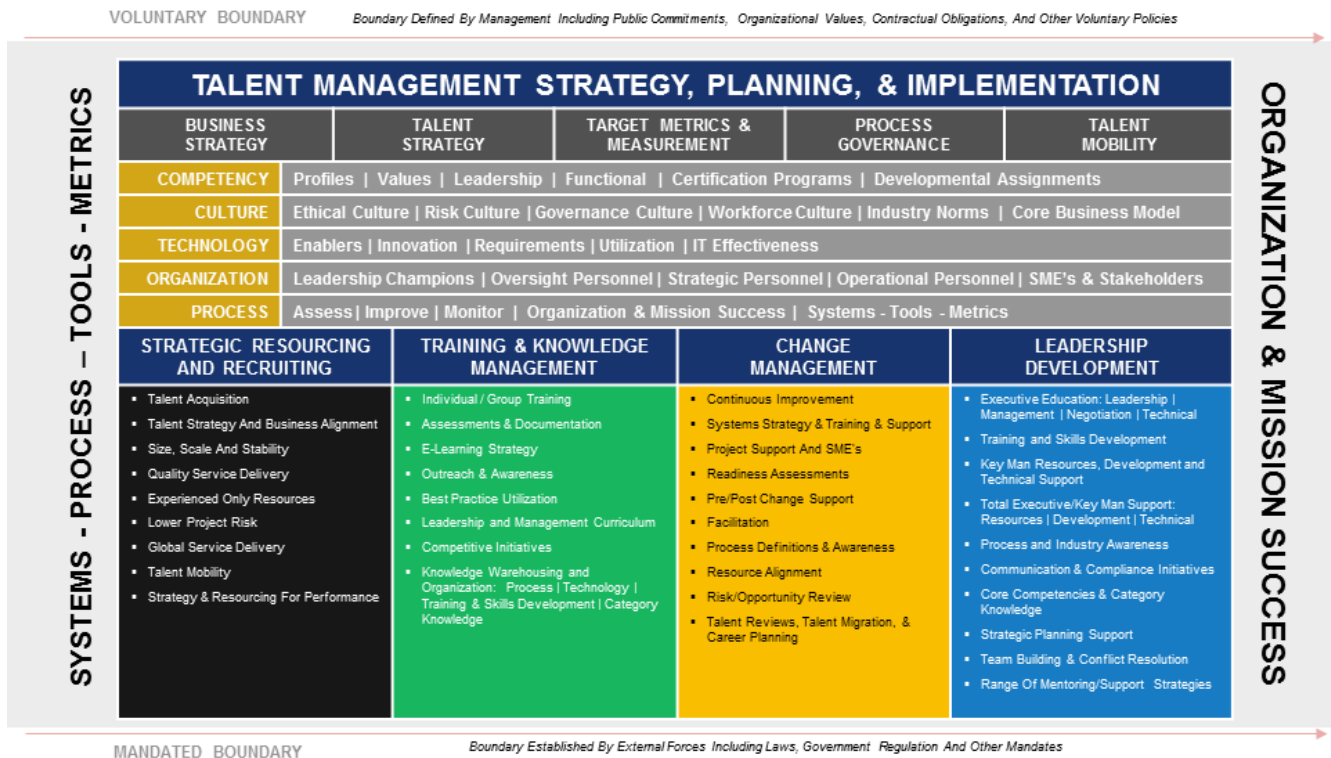 VOLUNTARY BOUNDARY
Boundary Defined By Management Including Public Commitments, Organizational Values, Contractual Obligations, And Other Voluntary Policies
SYSTEMS - PROCESS – TOOLS - METRICS
TALENT MANAGEMENT STRATEGY, PLANNING, & IMPLEMENTATION
BUSINESS
STRATEGY
TALENT
STRATEGY
TARGET METRICS &
MEASUREMENT
PROCESS
GOVERNANCE
TALENT
MOBILITY
COMPETENCY
Profiles | Values | Leadership | Functional | Certification Programs | Developmental Assignments
CULTURE
Ethical Culture | Risk Culture | Governance Culture | Workforce Culture | Industry Norms | Core Business Model
TECHNOLOGY
Enablers | Innovation | Requirements | Utilization | IT Effectiveness
ORGANIZATION
Leadership Champions | Oversight Personnel | Strategic Personnel | Operational Personnel | SME's & Stakeholders
PROCESS
Assess | Improve | Monitor | Organization & Mission Success | Systems - Tools - Metrics
STRATEGIC RESOURCING
AND RECRUITING
▪ Talent Acquisition
▪ Talent Strategy And Business Alignment
▪ Size, Scale And Stability
▪ Quality Service Delivery
▪ Experienced Only Resources
▪ Lower Project Risk
▪ Global Service Delivery
▪ Talent Mobility
▪ Strategy & Resourcing For Performance
TRAINING & KNOWLEDGE
MANAGEMENT
▪ Individual / Group Training
▪ Assessments & Documentation
▪ E-Learning Strategy
▪ Outreach & Awareness
▪ Best Practice Utilization
▪ Leadership and Management Curriculum
▪ Competitive Initiatives
▪ Knowledge Warehousing and
Organization: Process | Technology |
Training & Skills Development | Category
Knowledge
CHANGE
MANAGEMENT
▪ Continuous Improvement
▪ Systems Strategy & Training & Support
▪ Project Support And SME's
▪ Readiness Assessments
▪ Pre/Post Change Support
▪ Facilitation
▪ Process Definitions & Awareness
▪ Resource Alignment
▪ Risk/Opportunity Review
▪ Talent Reviews, Talent Migration, &
Career Planning
LEADERSHIP
DEVELOPMENT
▪ Executive Education: Leadership |
Management | Negotiation | Technical
▪ Training and Skills Development
▪ Key Man Resources, Development and
Technical Support
▪ Total Executive/Key Man Support:
Resources | Development | Technical
▪ Process and Industry Awareness
▪ Communication & Compliance Initiatives
▪ Core Competencies & Category
Knowledge
▪ Strategic Planning Support
▪ Team Building & Conflict Resolution
▪ Range Of Mentoring/Support Strategies
ORGANIZATION & MISSION SUCCESS
MANDATED BOUNDARY
Boundary Established By External Forces Including Laws, Government Regulation And Other Mandates